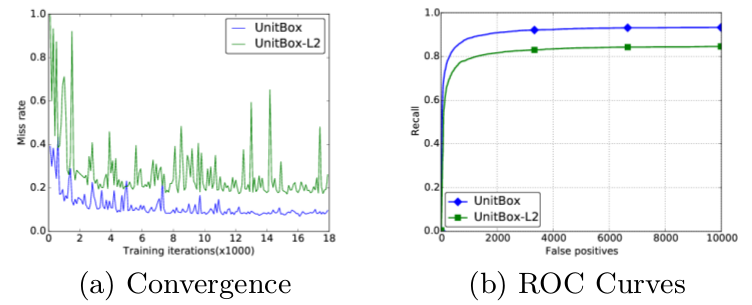 1.0
0.8
0.6
0.4
0.2
0.0
Miss rate
UnitBox
UnitBox-L2
0 2 4 6 8 10 12 14 16 18
Training iterations(x1000)
(a) Convergence
1.0
0.8
0.6
0.4
0.2
0.0
Recall
UnitBox
UnitBox-L2
0 2000 4000 6000 8000 10000
False positives
(b) ROC Curves